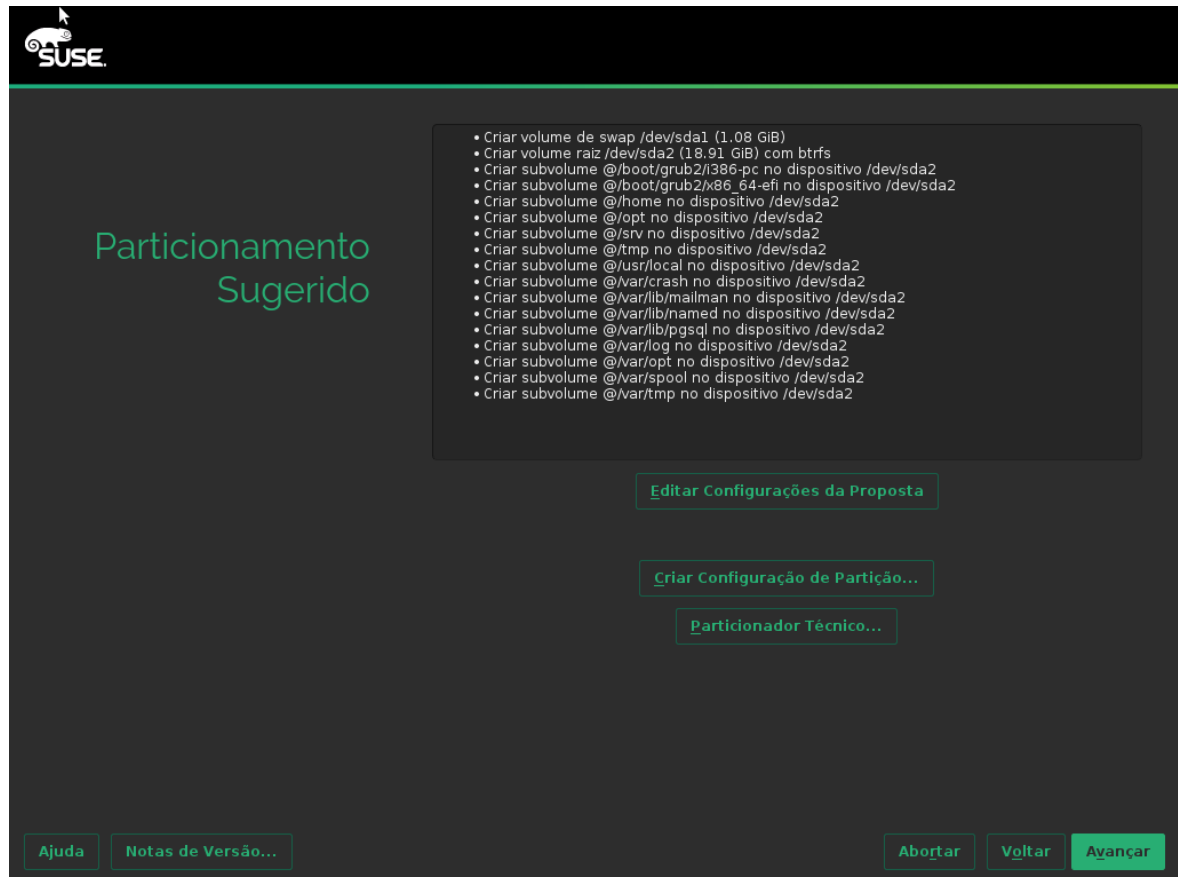 SUSE.
Particionamento
Sugerido
• Criar volume de swap /dev/sda1 (1.08 GiB)
• Criar volume raiz /dev/sda2 (18.91 GiB) com btrfs
• Criar subvolume @/boot/grub2/i386-pc no dispositivo /dev/sda2
• Criar subvolume @/boot/grub2/x86_64-efi no dispositivo /dev/sda2
• Criar subvolume @/home no dispositivo /dev/sda2
• Criar subvolume @/opt no dispositivo /dev/sda2
• Criar subvolume @/srv no dispositivo /dev/sda2
• Criar subvolume @/tmp no dispositivo /dev/sda2
• Criar subvolume @/usr/local no dispositivo /dev/sda2
• Criar subvolume @/var/crash no dispositivo /dev/sda2
• Criar subvolume @/var/lib/mailman no dispositivo /dev/sda2
• Criar subvolume @/var/lib/named no dispositivo /dev/sda2
• Criar subvolume @/var/lib/pgsql no dispositivo /dev/sda2
• Criar subvolume @/var/log no dispositivo /dev/sda2
• Criar subvolume @/var/opt no dispositivo /dev/sda2
• Criar subvolume @/var/spool no dispositivo /dev/sda2
• Criar subvolume @/var/tmp no dispositivo /dev/sda2
Editar Configurações da Proposta
Criar Configuração de Partição...
Particionador Técnico...
Ajuda Notas de Versão... Abortar Voltar Avançar